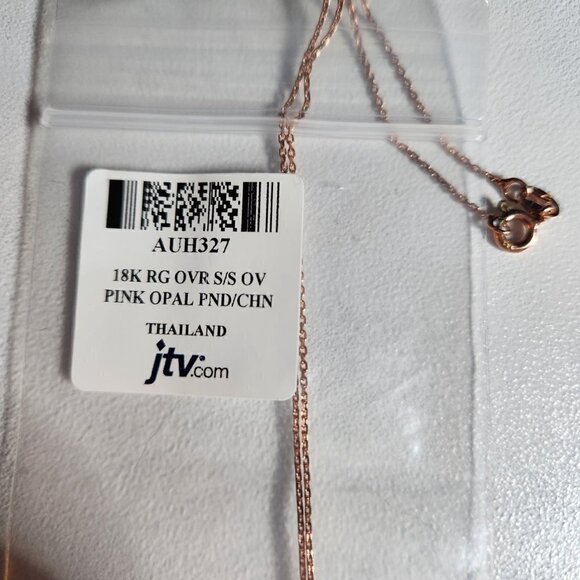 AUH327
18K RG OVR S/S OV
PINK OPAL PND/CHN
THAILAND
jtv.com